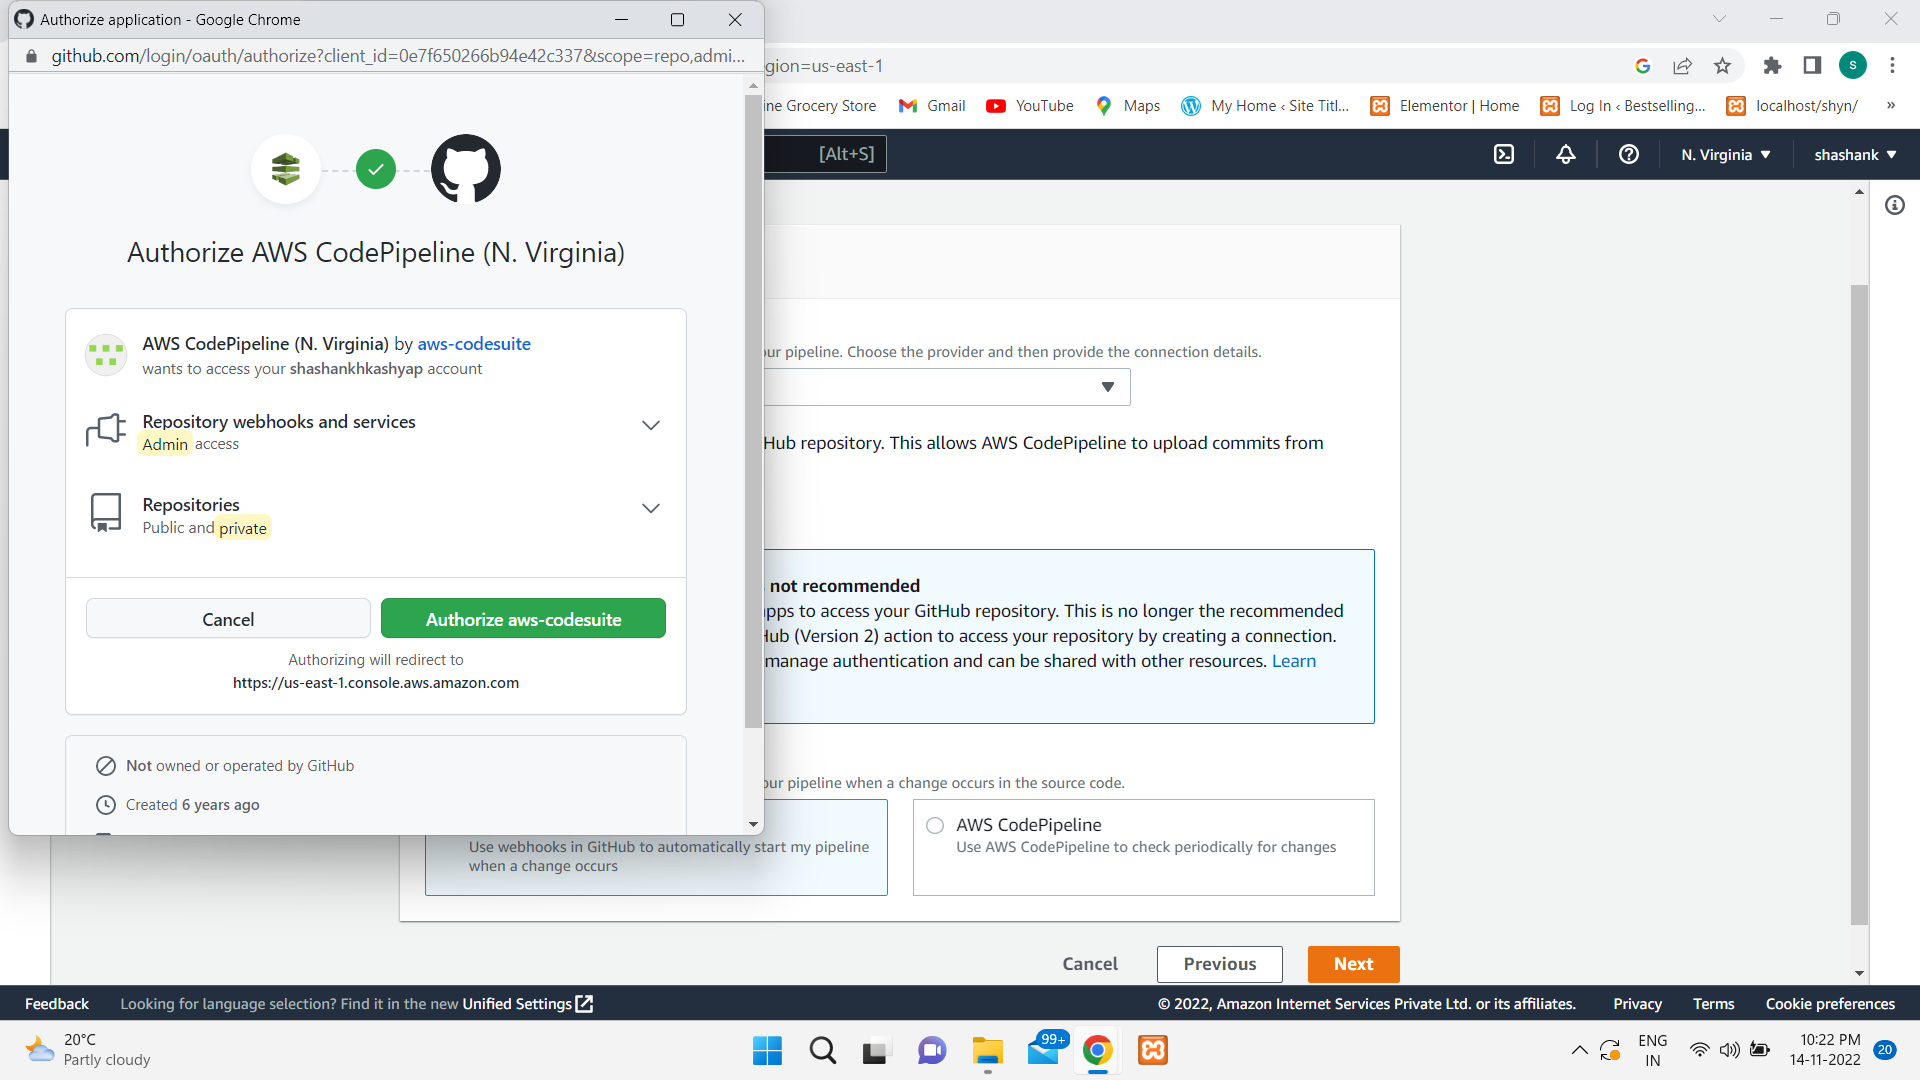 Authorize application - Google Chrome
github.com/login/oauth/authorize?client_id=0e7f650266b94e42c337&scope=repo,admi...
Authorize AWS CodePipeline (N. Virginia)
AWS CodePipeline (N. Virginia) by aws-codesuite
wants to access your shashankhkashyap account
Repository webhooks and services
Admin access
Repositories
Public and private
Cancel
Authorize aws-codesuite
Authorizing will redirect to
https://us-east-1.console.aws.amazon.com
Not owned or operated by GitHub
Created 6 years ago
gion=us-east-1
S
ine Grocery Store
Gmail
YouTube
Maps
My Home ‹ Site Titl...
Elementor | Home
Log In ‹ Bestselling...
localhost/shyn/
»
[Alt+S]
N. Virginia
shashank
our pipeline. Choose the provider and then provide the connection details.
Hub repository. This allows AWS CodePipeline to upload commits from
not recommended
apps to access your GitHub repository. This is no longer the recommended
Hub (Version 2) action to access your repository by creating a connection.
manage authentication and can be shared with other resources. Learn
our pipeline when a change occurs in the source code.
Use webhooks in GitHub to automatically start my pipeline
when a change occurs
AWS CodePipeline
Use AWS CodePipeline to check periodically for changes
Cancel
Previous
Next
Feedback
Looking for language selection? Find it in the new Unified Settings
© 2022, Amazon Internet Services Private Ltd. or its affiliates.
Privacy
Terms
Cookie preferences
20°C
Partly cloudy
99+
ENG
IN
10:22 PM
14-11-2022
20